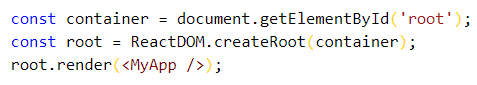 const container = document.getElementById('root');
const root = ReactDOM.createRoot(container);
root.render(<MyApp />);